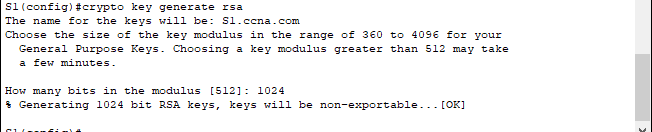 S1(config)#crypto key generate rsa
The name for the keys will be: S1.ccna.com
Choose the size of the key modulus in the range of 360 to 4096 for your
General Purpose Keys. Choosing a key modulus greater than 512 may take
a few minutes.
How many bits in the modulus [512]: 1024
% Generating 1024 bit RSA keys, keys will be non-exportable...[OK]